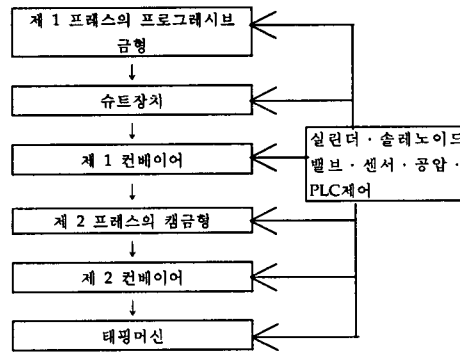 제 1 프레스의 프로그레시브
금형
슈트장치
제 1 컨베이어
실린더 · 솔레노이드
밸브 · 센서 · 공압 ·
PLC제어
제 2 프레스의 캠금형
제 2 컨베이어
태핑머신